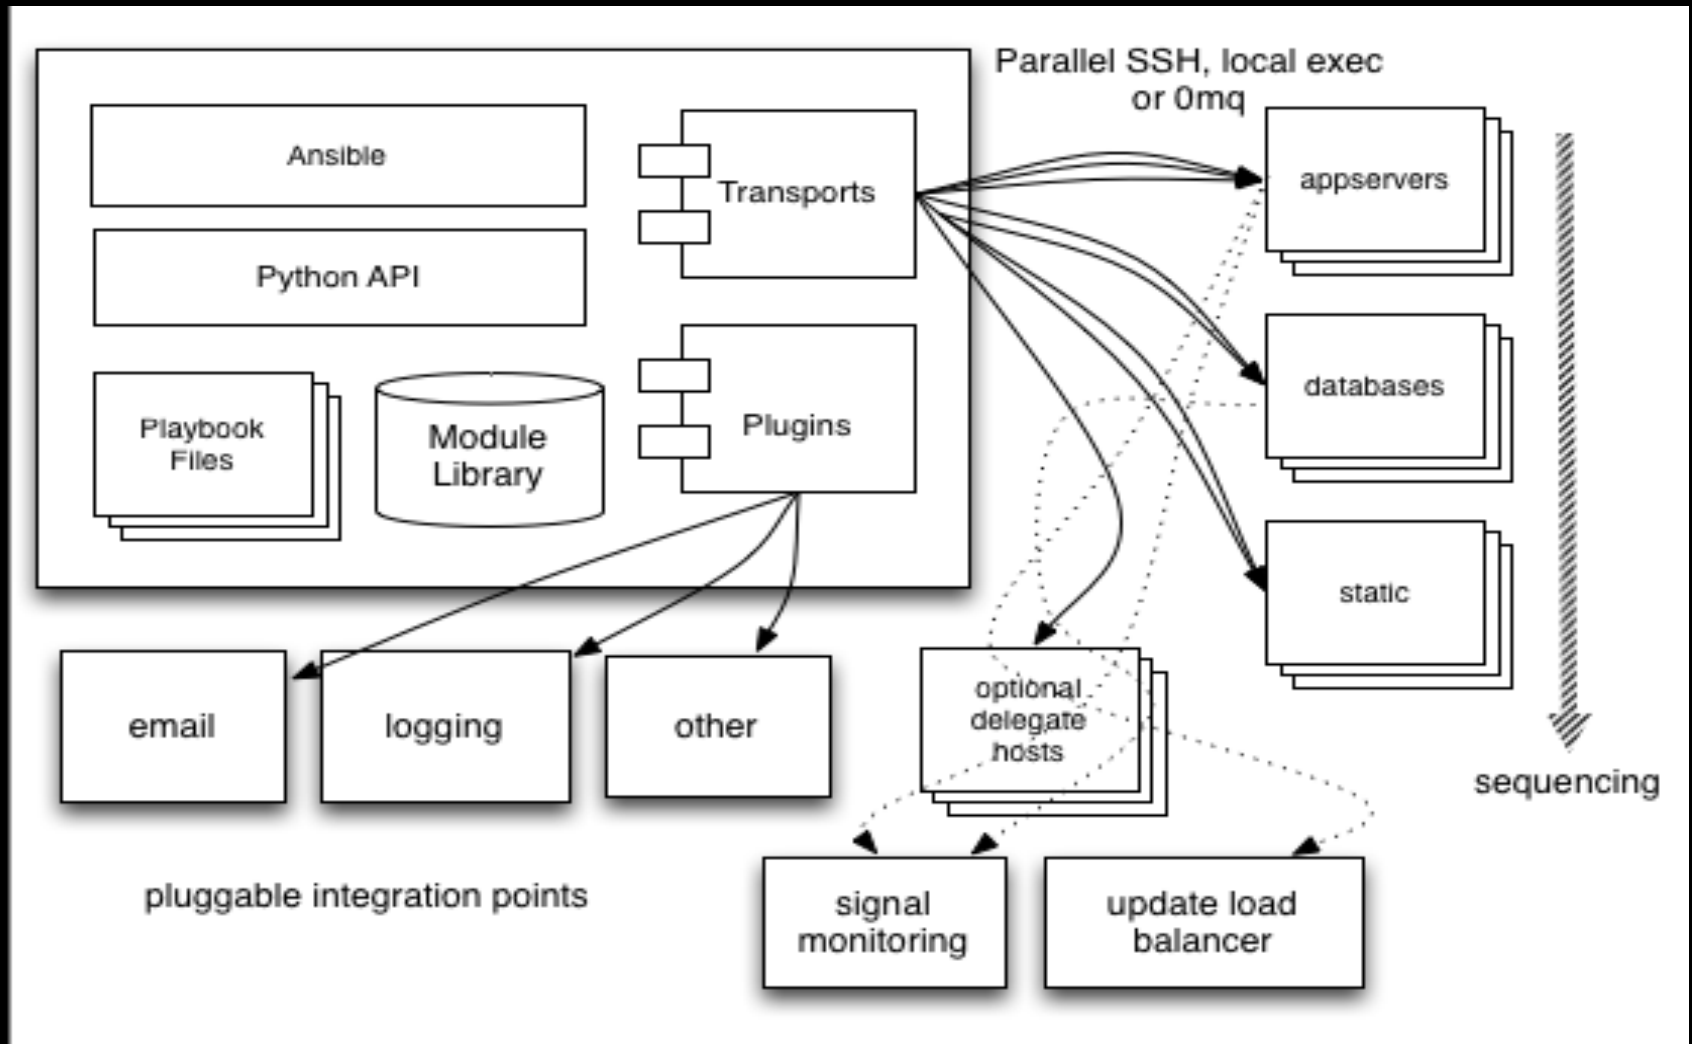 Parallel SSH, local exec
or 0mq
Ansible
Transports
appservers
Python API
databases
Playbook
Files
Module
Library
Plugins
static
email
logging
other
optional
delegate
hosts
sequencing
pluggable integration points
signal
monitoring
update load
balancer